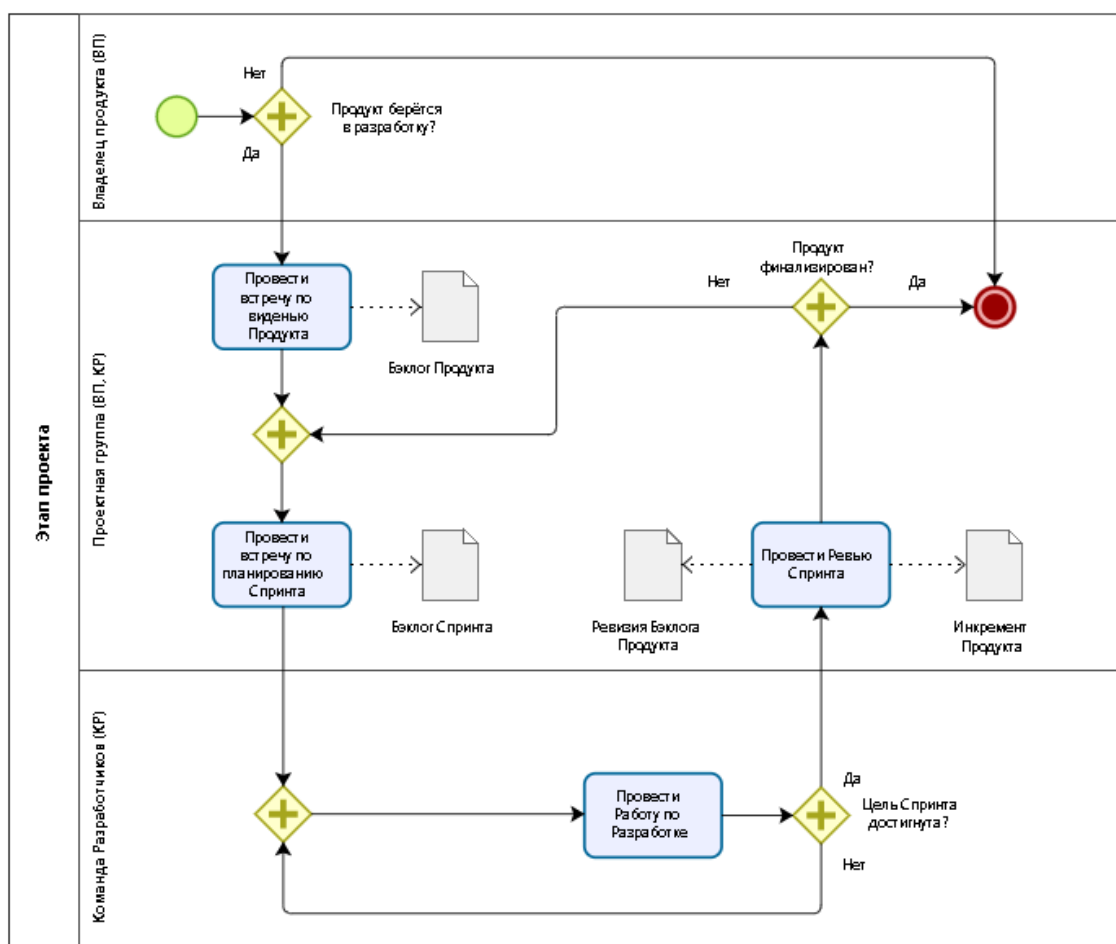 Этап проекта
Владелец продукта (ВП)
Нет
Продукт берётся
в разработку?
Да
Проектная группа (ВП, КР)
Провести
встречу по
виденью
Продукта
Бэклог Продукта
Продукт
финализирован?
Нет
Да
Провести
встречу по
планированию
Спринта
Бэклог Спринта
Ревизия Бэклога
Продукта
Провести Ревью
Спринта
Инкремент
Продукта
Команда Разработчиков (КР)
Провести
Работу по
Разработке
Да
Цель Спринта
достигнута?
Нет